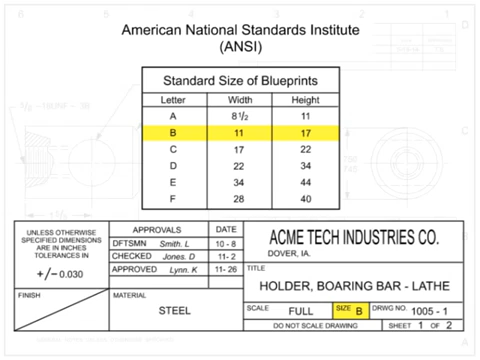 American National Standards Institute
(ANSI)
Standard Size of Blueprints
Letter Width Height
A 8 1/2 11
B 11 17
C 17 22
D 22 34
E 34 44
F 28 40
UNLESS OTHERWISE
SPECIFIED DIMENSIONS
ARE IN INCHES
TOLERANCES IN
+/- 0.030
FINISH
APPROVALS DATE
DFTSMN Smith. L 10 - 8
CHECKED Jones. D 11- 2
APPROVED Lynn. K 11- 26
MATERIAL
STEEL
ACME TECH INDUSTRIES CO.
DOVER, IA.
TITLE
HOLDER, BOARING BAR - LATHE
SCALE FULL SIZE B DRWG NO. 1005 - 1
DO NOT SCALE DRAWING SHEET 1 OF 2